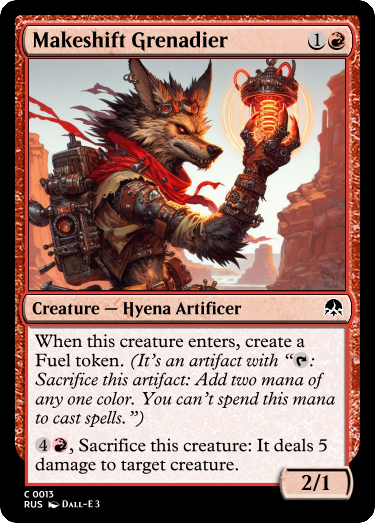 Makeshift Grenadier 1
Creature — Hyena Artificer
When this creature enters, create a
Fuel token. (It's an artifact with “:
Sacrifice this artifact: Add two mana of
any one color. You can't spend this mana
to cast spells.”)
4, Sacrifice this creature: It deals 5
damage to target creature.
2/1
C 0013
RUS DALL-E 3